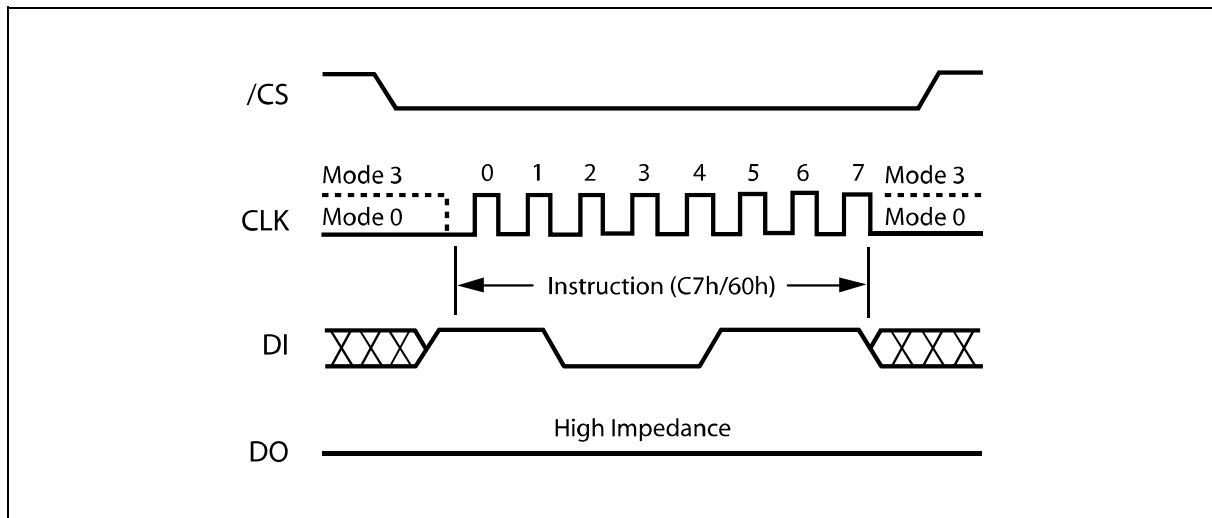 /CS
Mode 3 0 1 2 3 4 5 6 7 Mode 3
CLK Mode 0 Mode 0
Instruction (C7h/60h)
DI
High Impedance
DO